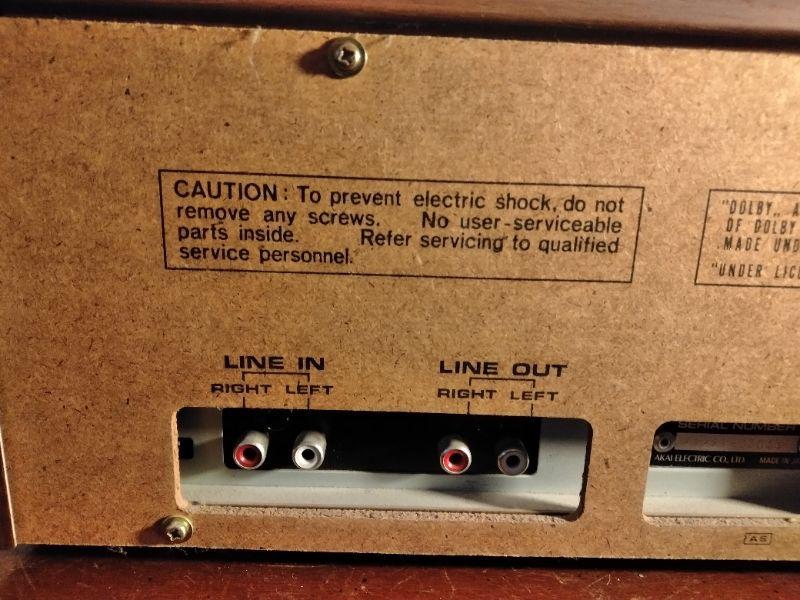 CAUTION: To prevent electric shock, do not
remove any screws. No user-serviceable
parts inside. Refer servicing to qualified
service personnel.
"DOLBY„ A
OF DOLBY
MADE UND
"UNDER LICE
LINE IN
RIGHT LEFT
LINE OUT
RIGHT LEFT
SERIAL NUMBER
AKAI ELECTRIC CO., LTD. MADE IN
AS